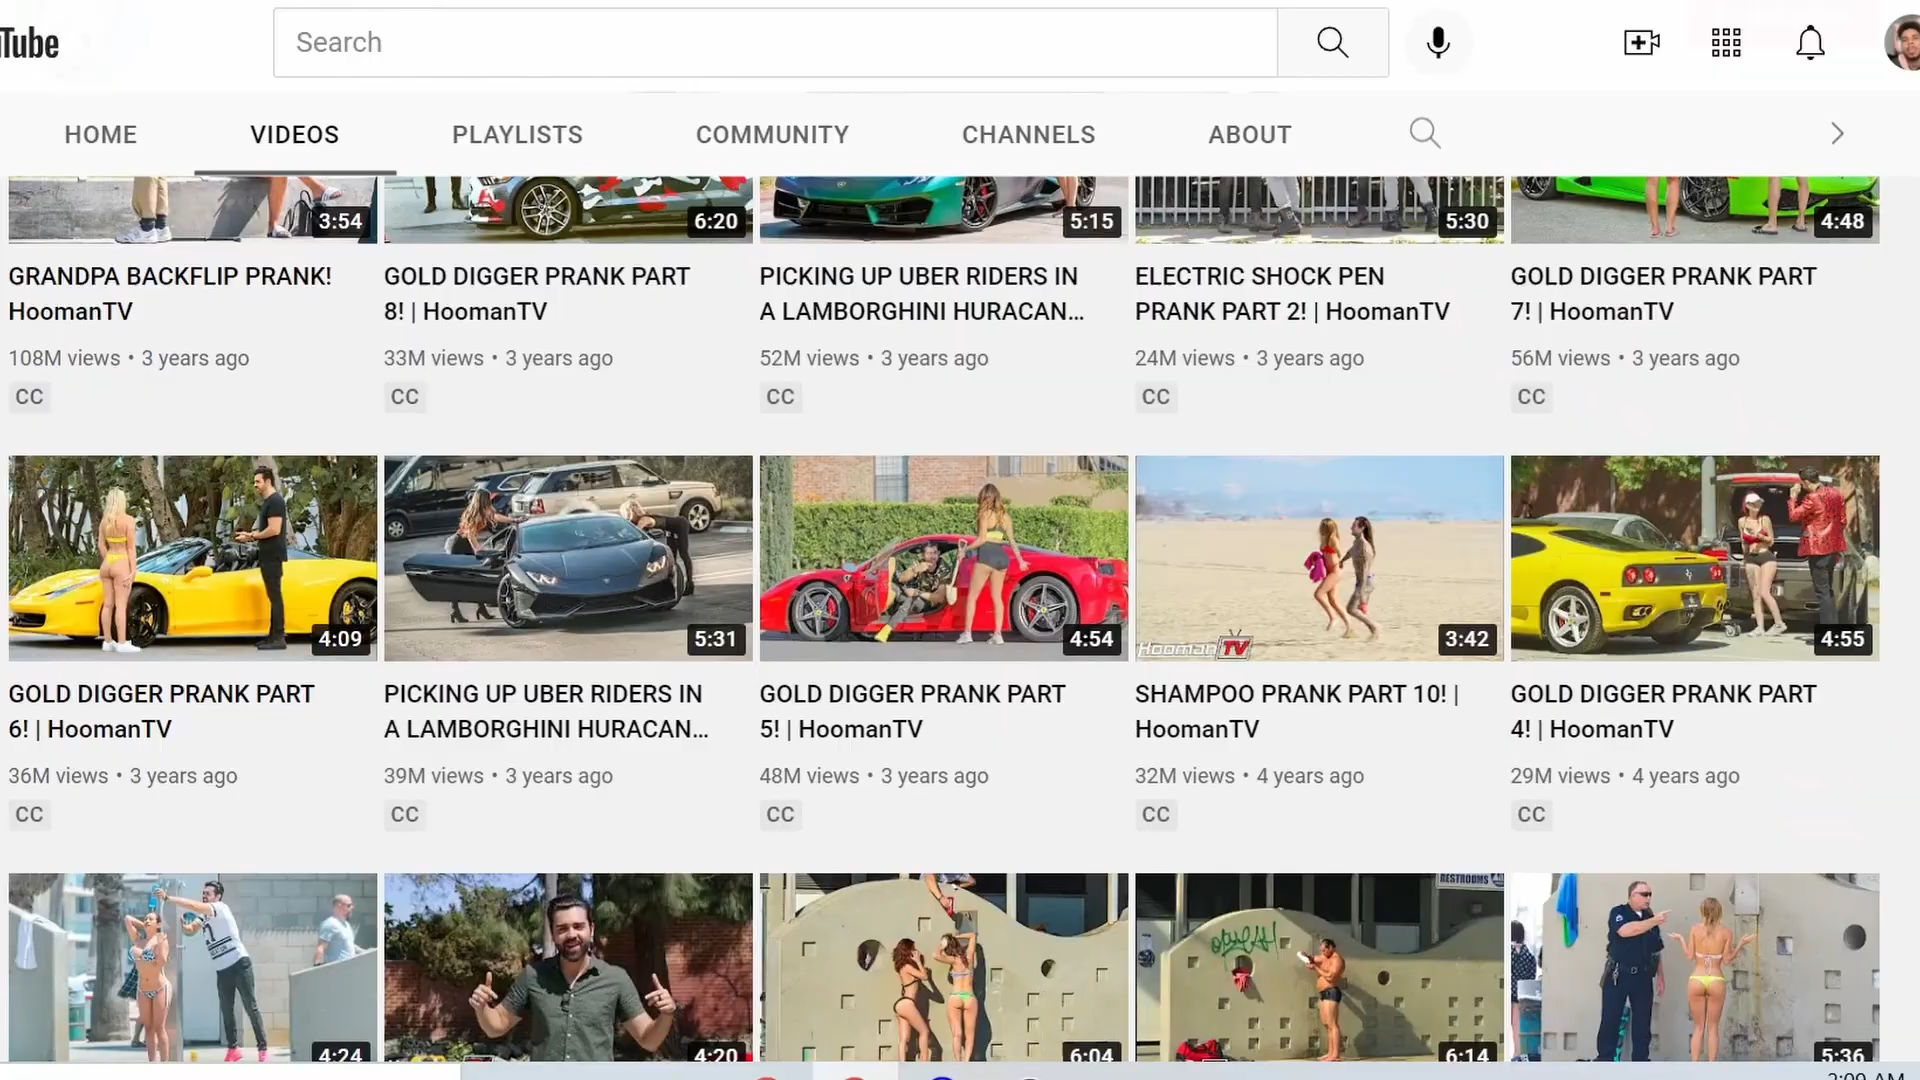 Tube
Search
HOME
VIDEOS
PLAYLISTS
COMMUNITY
CHANNELS
ABOUT
3:54
6:20
5:15
5:30
4:48
GRANDPA BACKFLIP PRANK!
HoomanTV
108M views • 3 years ago
CC
GOLD DIGGER PRANK PART
8! | HoomanTV
33M views • 3 years ago
CC
PICKING UP UBER RIDERS IN
A LAMBORGHINI HURACAN...
52M views • 3 years ago
CC
ELECTRIC SHOCK PEN
PRANK PART 2! | HoomanTV
24M views • 3 years ago
CC
GOLD DIGGER PRANK PART
7! | HoomanTV
56M views • 3 years ago
CC
4:09
5:31
4:54
HoomanTV
3:42
4:55
GOLD DIGGER PRANK PART
6! | HoomanTV
36M views • 3 years ago
CC
PICKING UP UBER RIDERS IN
A LAMBORGHINI HURACAN...
39M views • 3 years ago
CC
GOLD DIGGER PRANK PART
5! | HoomanTV
48M views • 3 years ago
CC
SHAMPOO PRANK PART 10! |
HoomanTV
32M views • 4 years ago
CC
GOLD DIGGER PRANK PART
4! | HoomanTV
29M views • 4 years ago
CC
RESTROOMS
4:24
4:20
6:04
6:14
5:36